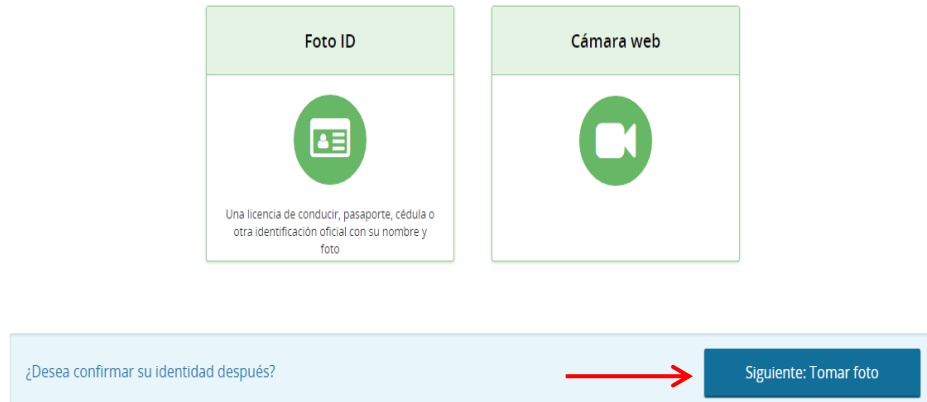 Foto ID
Cámara web
Una licencia de conducir, pasaporte, cédula o
otra identificación oficial con su nombre y
foto
¿Desea confirmar su identidad después?
Siguiente: Tomar foto